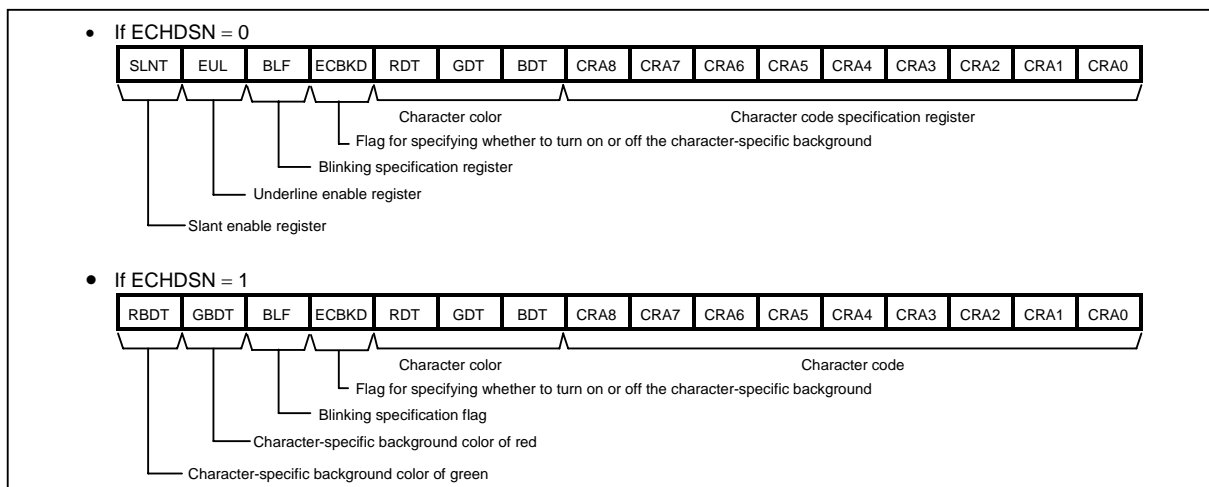 • If ECHDSN = 0
SLNT EUL BLF ECBKD RDT GDT BDT CRA8 CRA7 CRA6 CRA5 CRA4 CRA3 CRA2 CRA1 CRA0
Character color Character code specification register
Flag for specifying whether to turn on or off the character-specific background
Blinking specification register
Underline enable register
Slant enable register
• If ECHDSN = 1
RBDT GBDT BLF ECBKD RDT GDT BDT CRA8 CRA7 CRA6 CRA5 CRA4 CRA3 CRA2 CRA1 CRA0
Character color Character code
Flag for specifying whether to turn on or off the character-specific background
Blinking specification flag
Character-specific background color of red
Character-specific background color of green